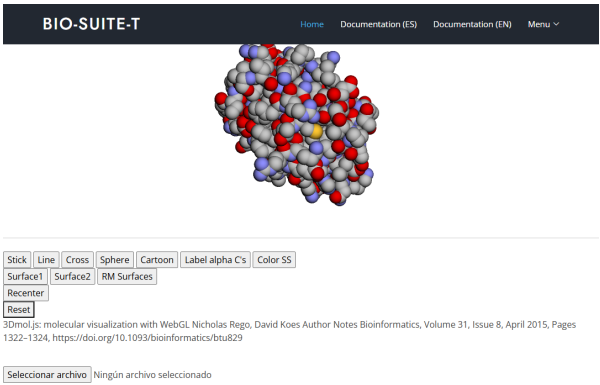 BIO-SUITE-T Home Documentation (ES) Documentation (EN) Menu
Stick Line Cross Sphere Cartoon Label alpha C's Color SS
Surface1 Surface2 RM Surfaces
Recenter
Reset
3Dmol.js: molecular visualization with WebGL Nicholas Rego, David Koes Author Notes Bioinformatics, Volume 31, Issue 8, April 2015, Pages
1322–1324, https://doi.org/10.1093/bioinformatics/btu829
Seleccionar archivo Ningún archivo seleccionado